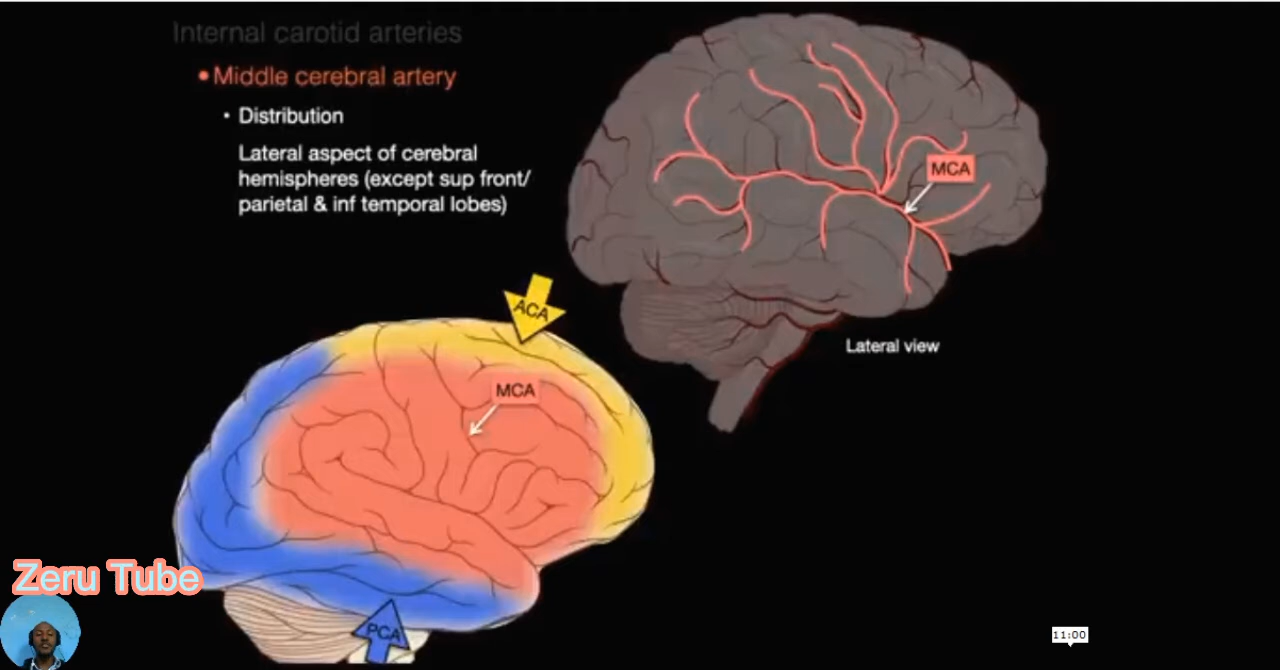 Internal carotid arteries
•Middle cerebral artery
• Distribution
Lateral aspect of cerebral
hemispheres (except sup front/
parietal & inf temporal lobes)
MCA
Lateral view
ACA
MCA
PCA
Zeru Tube
11:00